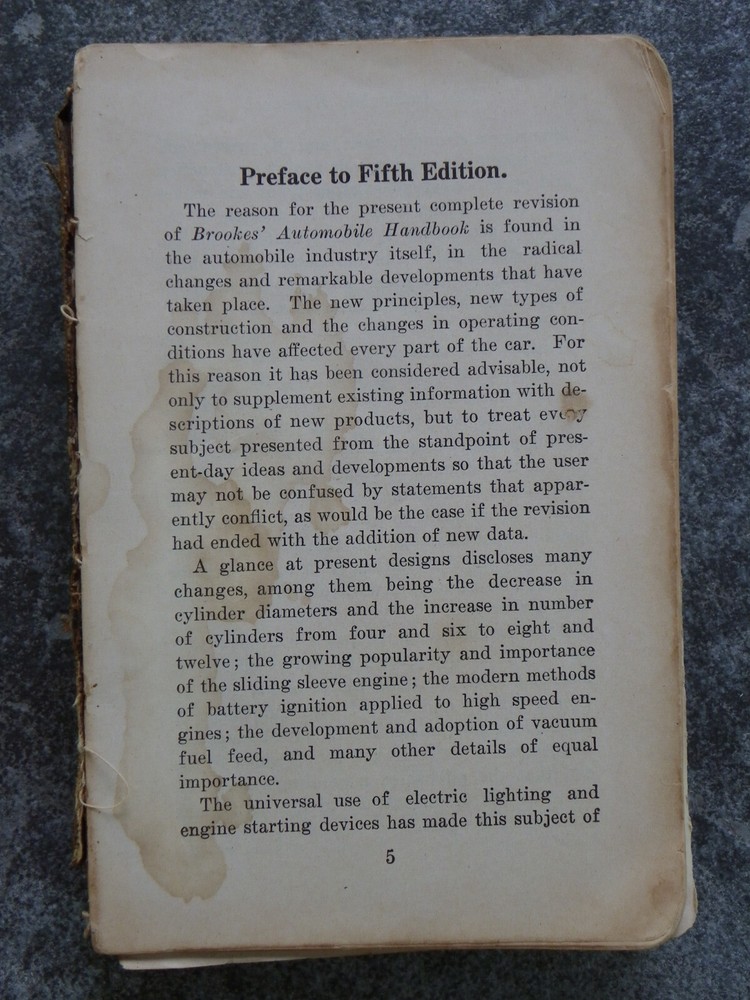 Preface to Fifth Edition.
The reason for the present complete revision
of Brookes' Automobile Handbook is found in
the automobile industry itself, in the radical
changes and remarkable developments that have
taken place. The new principles, new types of
construction and the changes in operating con-
ditions have affected every part of the car. For
this reason it has been considered advisable, not
only to supplement existing information with de-
scriptions of new products, but to treat every
subject presented from the standpoint of pres-
ent-day ideas and developments so that the user
may not be confused by statements that appar-
ently conflict, as would be the case if the revision
had ended with the addition of new data.
A glance at present designs discloses many
changes, among them being the decrease in
cylinder diameters and the increase in number
of cylinders from four and six to eight and
twelve; the growing popularity and importance
of the sliding sleeve engine; the modern methods
of battery ignition applied to high speed en-
gines; the development and adoption of vacuum
fuel feed, and many other details of equal
importance.
The universal use of electric lighting and
engine starting devices has made this subject of
5